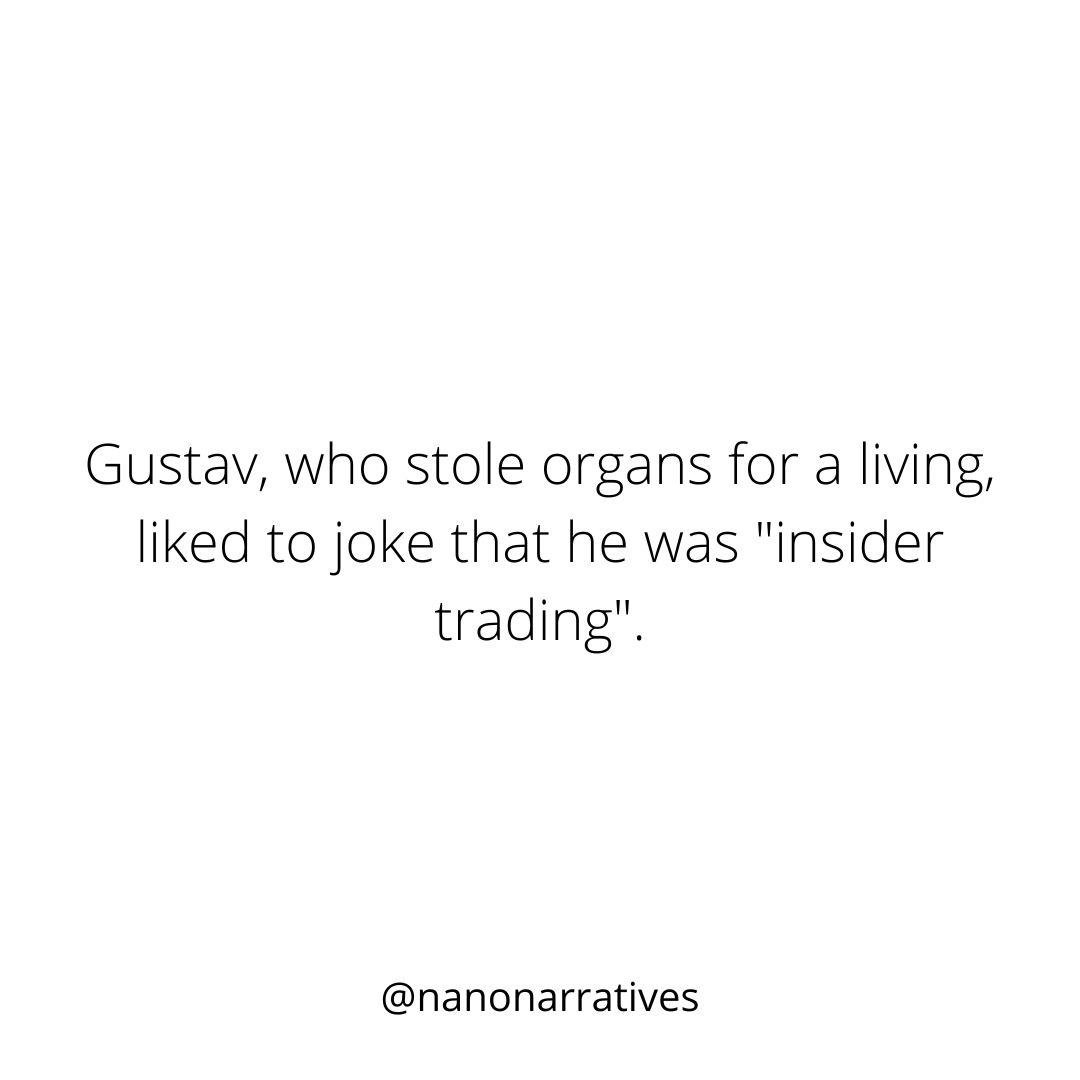 Gustav, who stole organs for a living,
liked to joke that he was "insider
trading".
@nanonarratives